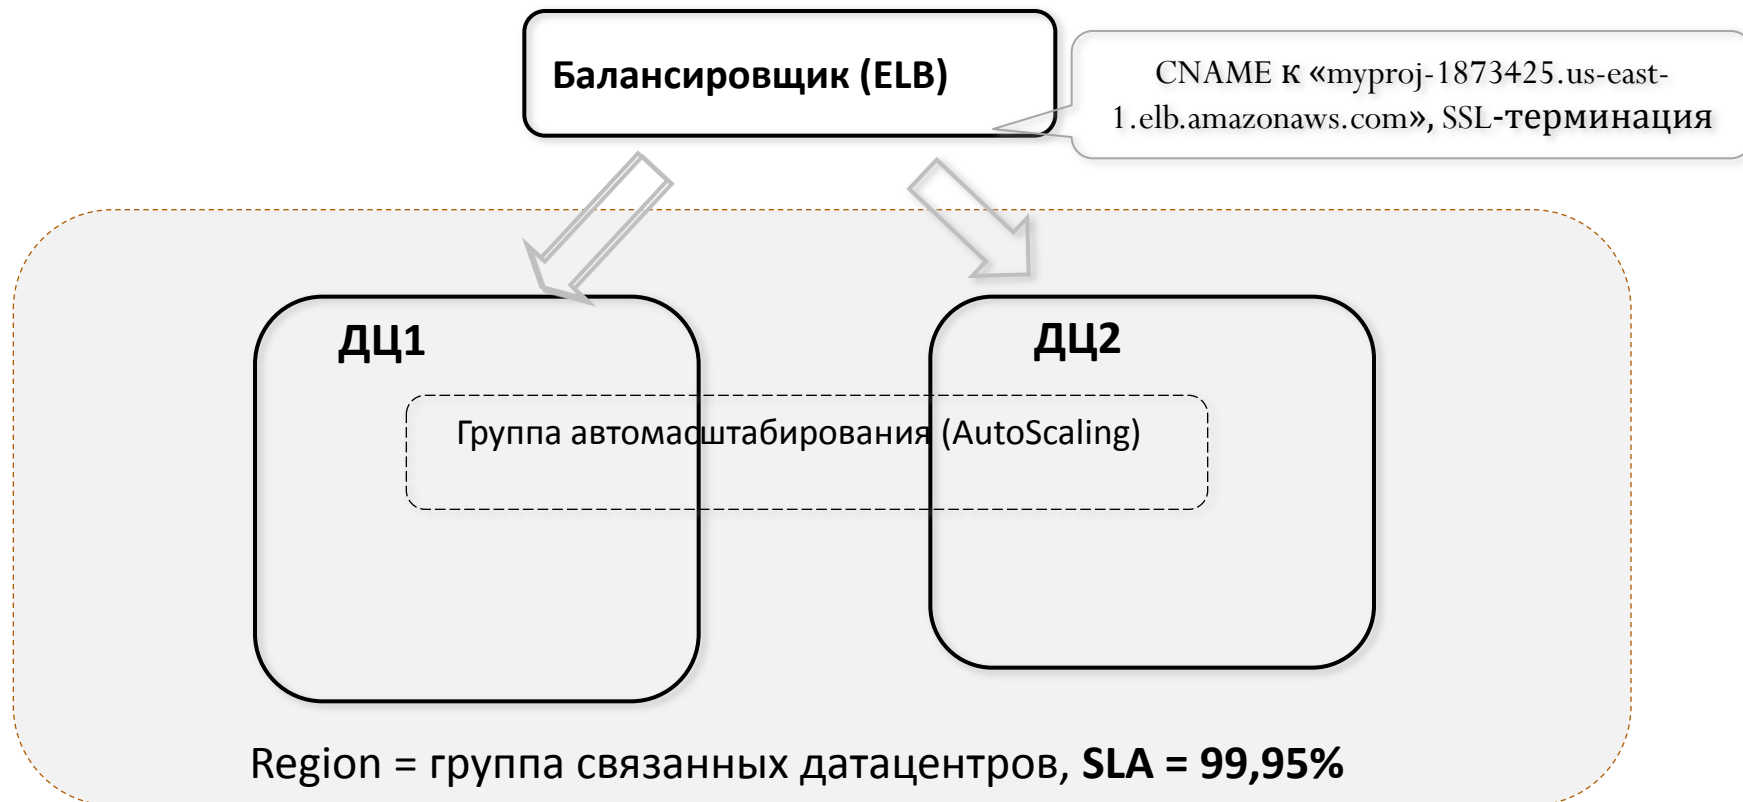 Балансировщик (ELB)
CNAME к «myproj-1873425.us-east-
1.elb.amazonaws.com», SSL-терминация
ДЦ1
ДЦ2
Группа автомасштабирования (AutoScaling)
Region = группа связанных датацентров, SLA = 99,95%